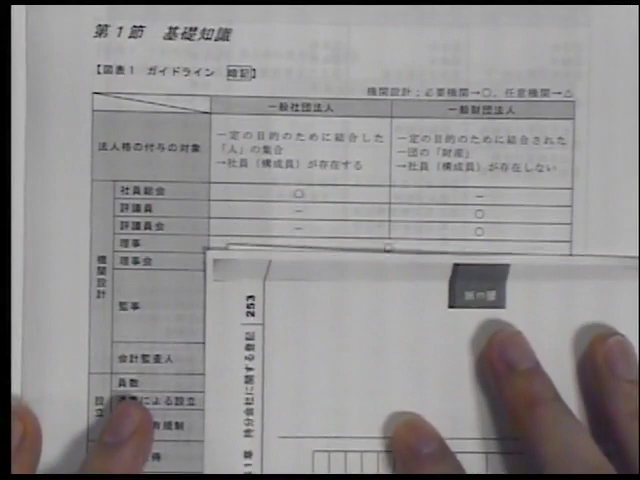 第1節 基礎知識
【図表1 ガイドライン 暗記】
機関設計:必要機関→○、任意機関→△
一般社団法人 一般財団法人
法人格の付与の対象
一定の目的のために結合した
「人」の集合
→社員(構成員)が存在する
一定の目的のために結合された
一団の「財産」
→社員(構成員)が存在しない
機関設計
社員総会 ○ −
評議員 − ○
評議員会 − ○
理事
理事会
監事
会計監査人
設立
員数
による設立
有規制
253
持分会社に関する登記